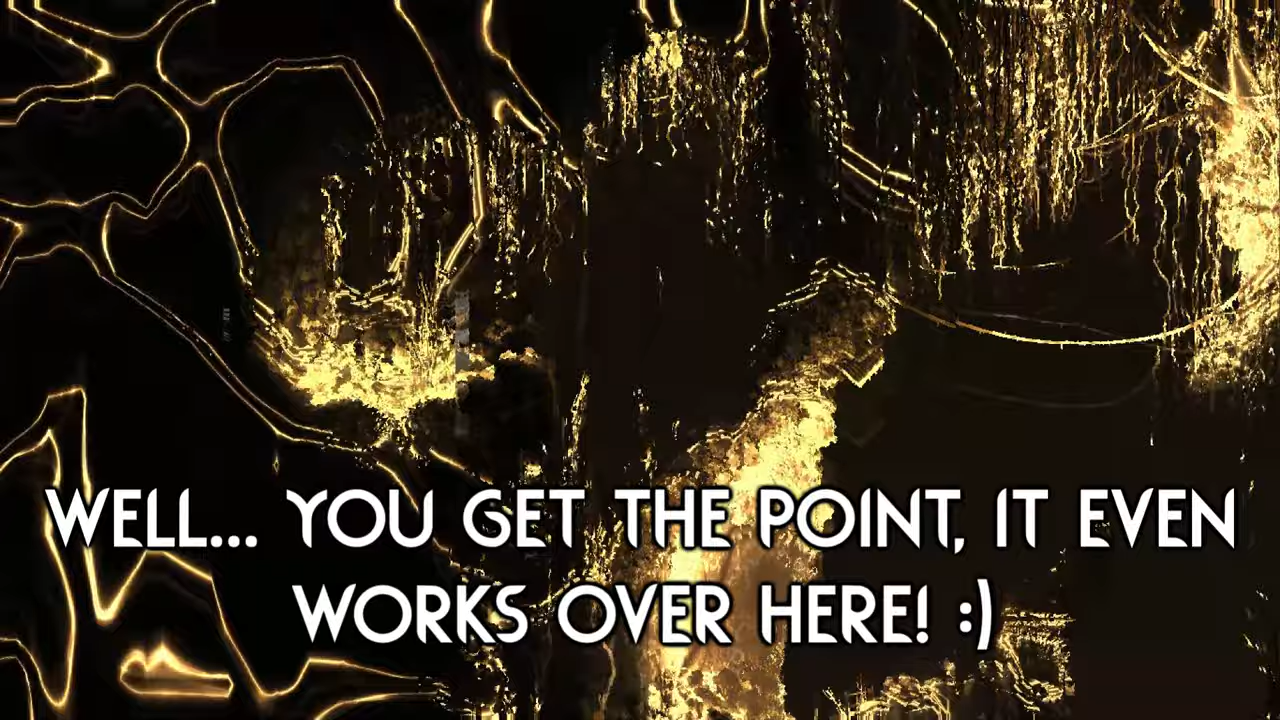 WELL... YOU GET THE POINT, IT EVEN
WORKS OVER HERE! :)